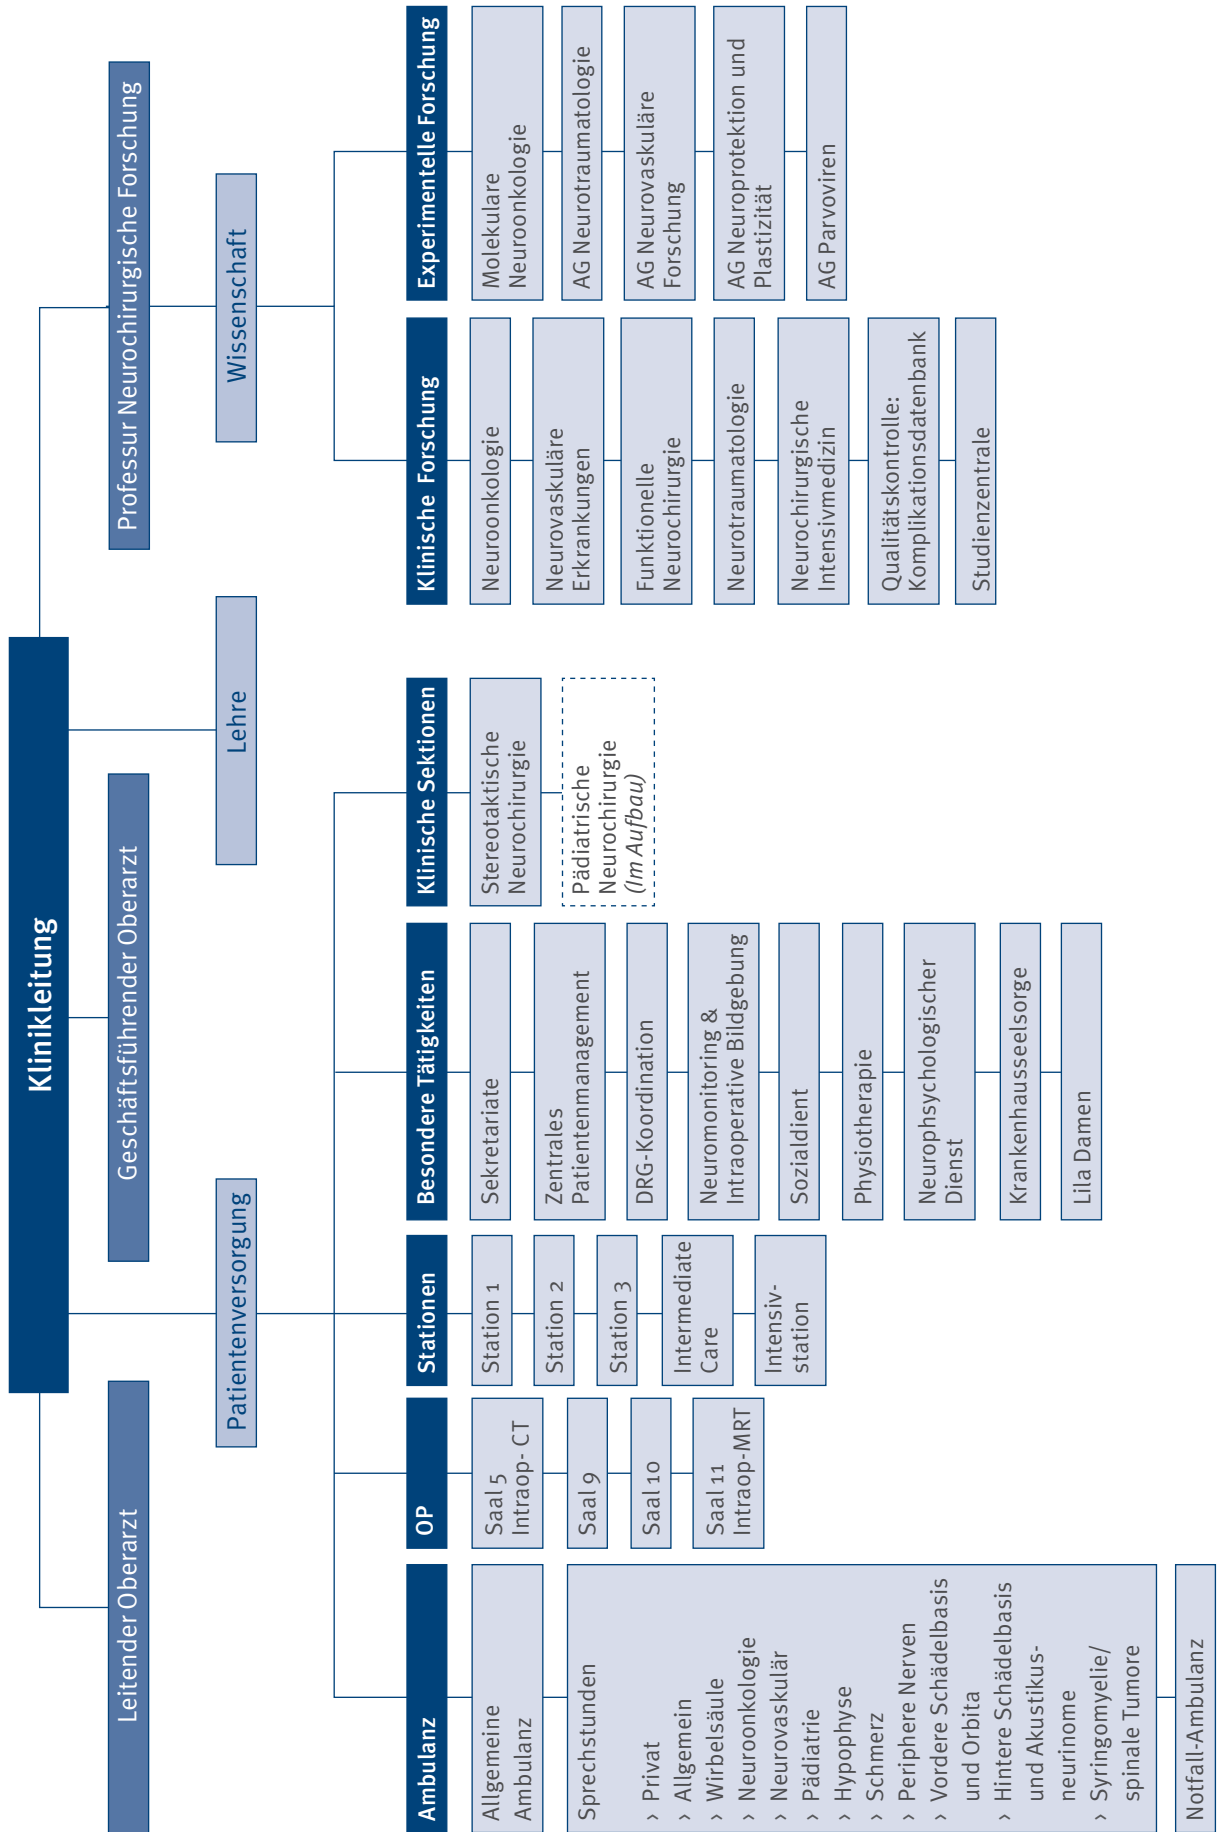 Klinikleitung
Leitender Oberarzt
Geschäftsführender Oberarzt
Professur Neurochirurgische Forschung
Patientenversorgung
Lehre
Wissenschaft
Ambulanz
Allgemeine
Ambulanz
Sprechstunden
› Privat
› Allgemein
› Wirbelsäule
› Neuroonkologie
› Neurovaskulär
› Pädiatrie
› Hypophyse
› Schmerz
› Periphere Nerven
› Vordere Schädelbasis
und Orbita
› Hintere Schädelbasis
und Akustikus-
neurinome
› Syringomyelie/
spinale Tumore
Notfall-Ambulanz
OP
Saal 5
Intraop- CT
Saal 9
Saal 10
Saal 11
Intraop-MRT
Stationen
Station 1
Station 2
Station 3
Intermediate
Care
Intensiv-
station
Besondere Tätigkeiten
Sekretariate
Zentrales
Patientenmanagement
DRG-Koordination
Neuromonitoring &
Intraoperative Bildgebung
Sozialdient
Physiotherapie
Neurophsychologischer
Dienst
Krankenhausseelsorge
Lila Damen
Klinische Sektionen
Stereotaktische
Neurochirurgie
Pädiatrische
Neurochirurgie
(Im Aufbau)
Klinische Forschung
Neuroonkologie
Neurovaskuläre
Erkrankungen
Funktionelle
Neurochirurgie
Neurotraumatologie
Neurochirurgische
Intensivmedizin
Qualitätskontrolle:
Komplikationsdatenbank
Studienzentrale
Experimentelle Forschung
Molekulare
Neuroonkologie
AG Neurotraumatologie
AG Neurovaskuläre
Forschung
AG Neuroprotektion und
Plastizität
AG Parvoviren